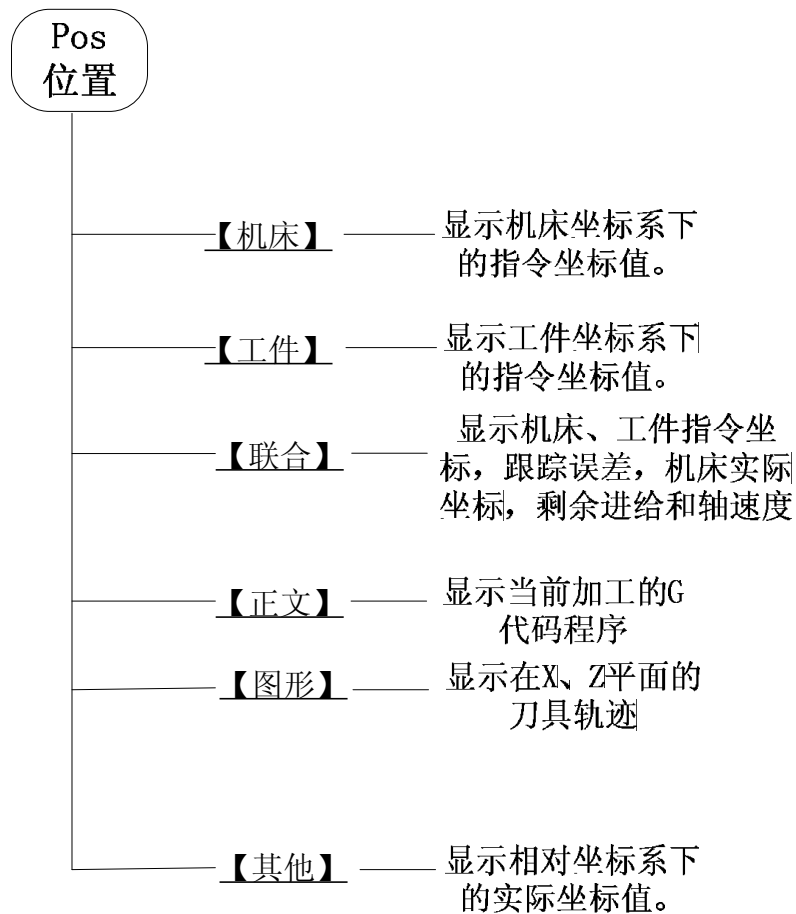 Pos
位置
【机床】
显示机床坐标系下
的指令坐标值。
【工件】
显示工件坐标系下
的指令坐标值。
【联合】
显示机床、工件指令坐
标，跟踪误差，机床实际
坐标，剩余进给和轴速度
【正文】
显示当前加工的G
代码程序
【图形】
显示在X、Z平面的
刀具轨迹
【其他】
显示相对坐标系下
的实际坐标值。